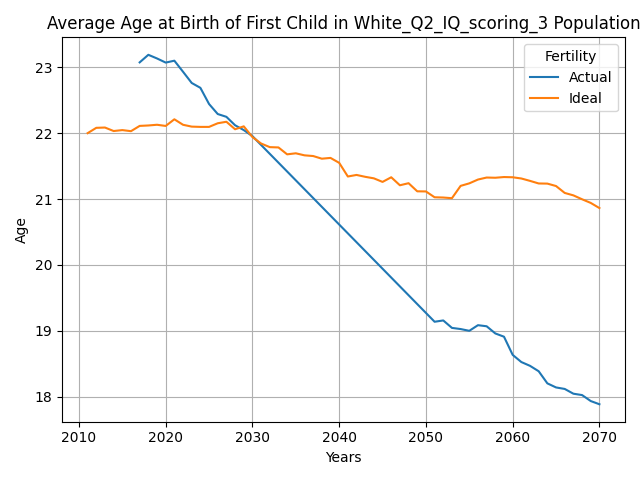 Average Age at Birth of First Child in White_Q2_IQ_scoring_3 Population
Fertility
Actual
Ideal
23
22
21
20
19
18
Age
2010 2020 2030 2040 2050 2060 2070
Years